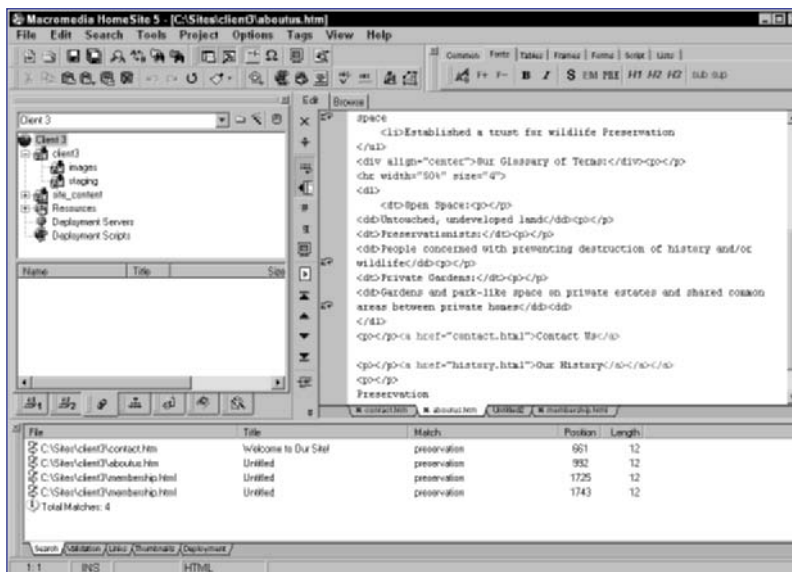 Macromedia HomeSite 5 - [C:\Sites\client3\aboutus.htm]
File Edit Search Tools Project Options Tags View Help
Common Fonts Tables Frames Forms Script Lists
F+ F- B I S EM PRE H1 H2 H3 sub sup
Edit Browse
Client 3
Client 3
client3
images
staging
site_content
Resources
Deployment Servers
Deployment Scripts
Name Title Size
space
<li>Established a trust for wildlife Preservation
</ul>
<div align="center">Our Glossary of Terms:</div><p></p>
<hr width="50%" size="4">
<dl>
<dt>Open Space:<p></p>
<dd>Untouched, undeveloped land</dd><p></p>
<dt>Preservationists:</dt><p></p>
<dd>People concerned with preventing destruction of history and/or
wildlife</dd><p></p>
<dt>Private Gardens:</dt><p></p>
<dd>Gardens and park-like space on private estates and shared common
areas between private homes</dd><dd>
</dl>
<p></p><a href="contact.html">Contact Us</a>
<p></p><a href="history.html">Our History</a></a></a>
<p></p>
Preservation
contact.htm aboutus.htm Untitled2 membership.html
File Title Match Position Length
C:\Sites\client3\contact.htm Welcome to Our Site! preservation 661 12
C:\Sites\client3\aboutus.htm Untitled preservation 992 12
C:\Sites\client3\membership.html Untitled preservation 1725 12
C:\Sites\client3\membership.html Untitled preservation 1743 12
Total Matches: 4
Search Validation Links Thumbnails Deployment
1:1 INS HTML